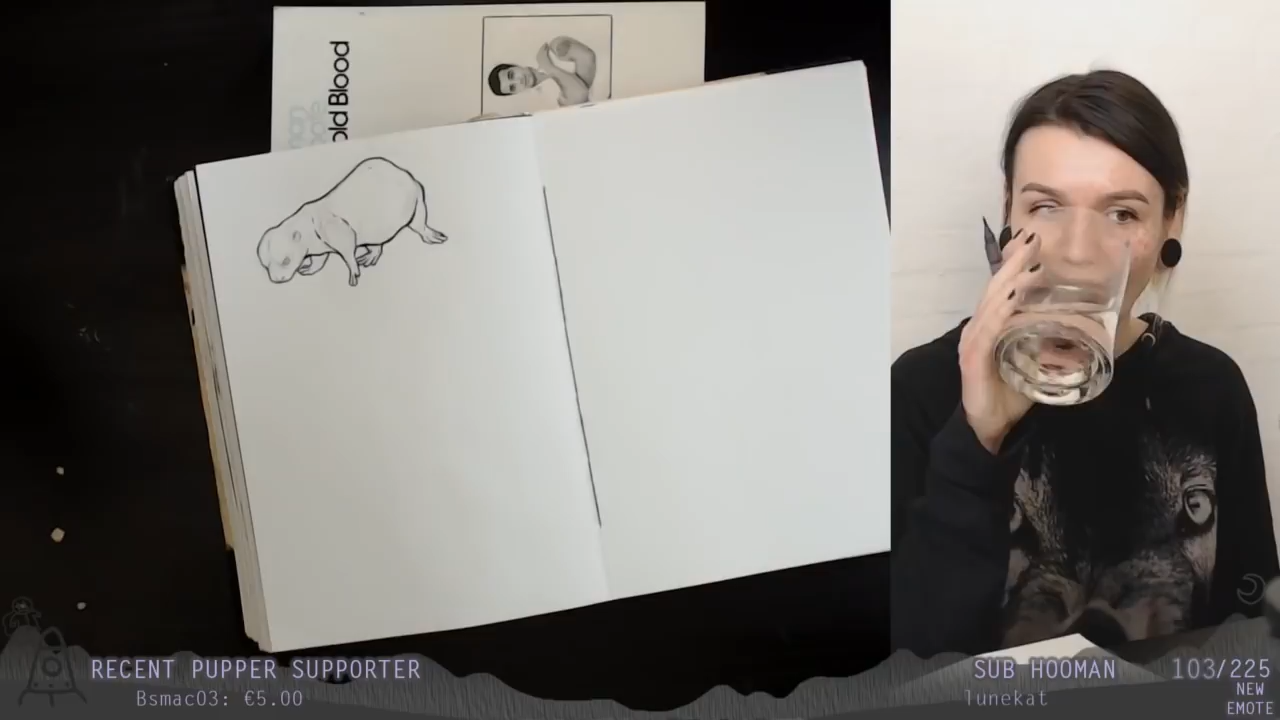 old Blood
RECENT PUPPER SUPPORTER
Bsmac03: €5.00
SUB HOOMAN
lunekat
103/225
NEW
EMOTE